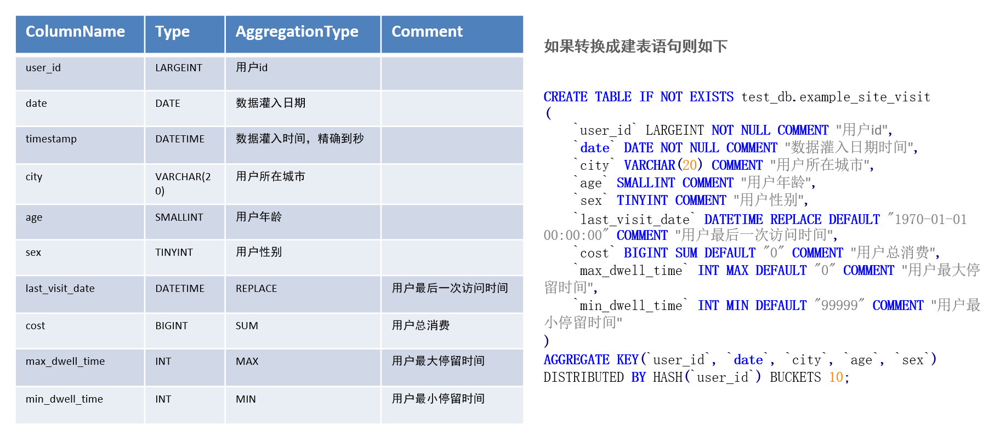 ColumnName Type AggregationType Comment
user_id LARGEINT 用户id
date DATE 数据灌入日期
timestamp DATETIME 数据灌入时间，精确到秒
city VARCHAR(2
0) 用户所在城市
age SMALLINT 用户年龄
sex TINYINT 用户性别
last_visit_date DATETIME REPLACE 用户最后一次访问时间
cost BIGINT SUM 用户总消费
max_dwell_time INT MAX 用户最大停留时间
min_dwell_time INT MIN 用户最小停留时间
如果转换成建表语句则如下
CREATE TABLE IF NOT EXISTS test_db.example_site_visit
(
`user_id` LARGEINT NOT NULL COMMENT "用户id",
`date` DATE NOT NULL COMMENT "数据灌入日期时间",
`city` VARCHAR(20) COMMENT "用户所在城市",
`age` SMALLINT COMMENT "用户年龄",
`sex` TINYINT COMMENT "用户性别",
`last_visit_date` DATETIME REPLACE DEFAULT "1970-01-01
00:00:00" COMMENT "用户最后一次访问时间",
`cost` BIGINT SUM DEFAULT "0" COMMENT "用户总消费",
`max_dwell_time` INT MAX DEFAULT "0" COMMENT "用户最大停
留时间",
`min_dwell_time` INT MIN DEFAULT "99999" COMMENT "用户最
小停留时间"
)
AGGREGATE KEY(`user_id`, `date`, `city`, `age`, `sex`)
DISTRIBUTED BY HASH(`user_id`) BUCKETS 10;